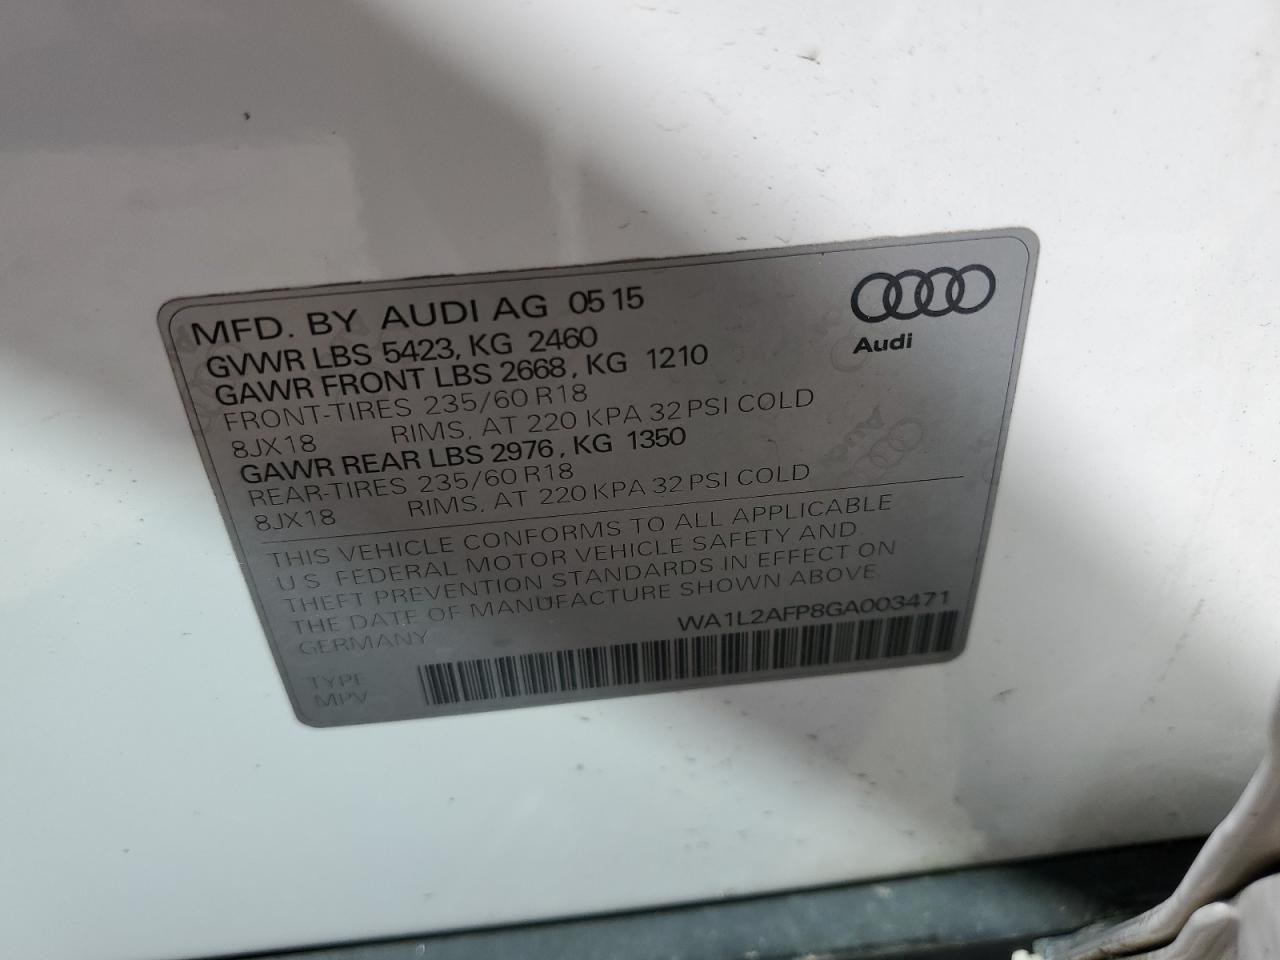 MFD. BY AUDI AG 05 15
GVWR LBS 5423, KG 2460
GAWR FRONT LBS 2668, KG 1210
FRONT-TIRES 235/60 R18
8JX18 RIMS, AT 220 KPA 32 PSI COLD
GAWR REAR LBS 2976, KG 1350
REAR-TIRES 235/60 R18
8JX18 RIMS, AT 220 KPA 32 PSI COLD
THIS VEHICLE CONFORMS TO ALL APPLICABLE
U.S. FEDERAL MOTOR VEHICLE SAFETY AND
THEFT PREVENTION STANDARDS IN EFFECT ON
THE DATE OF MANUFACTURE SHOWN ABOVE
GERMANY
WA1L2AFP8GA003471
TYPE
MPV
Audi
Audi